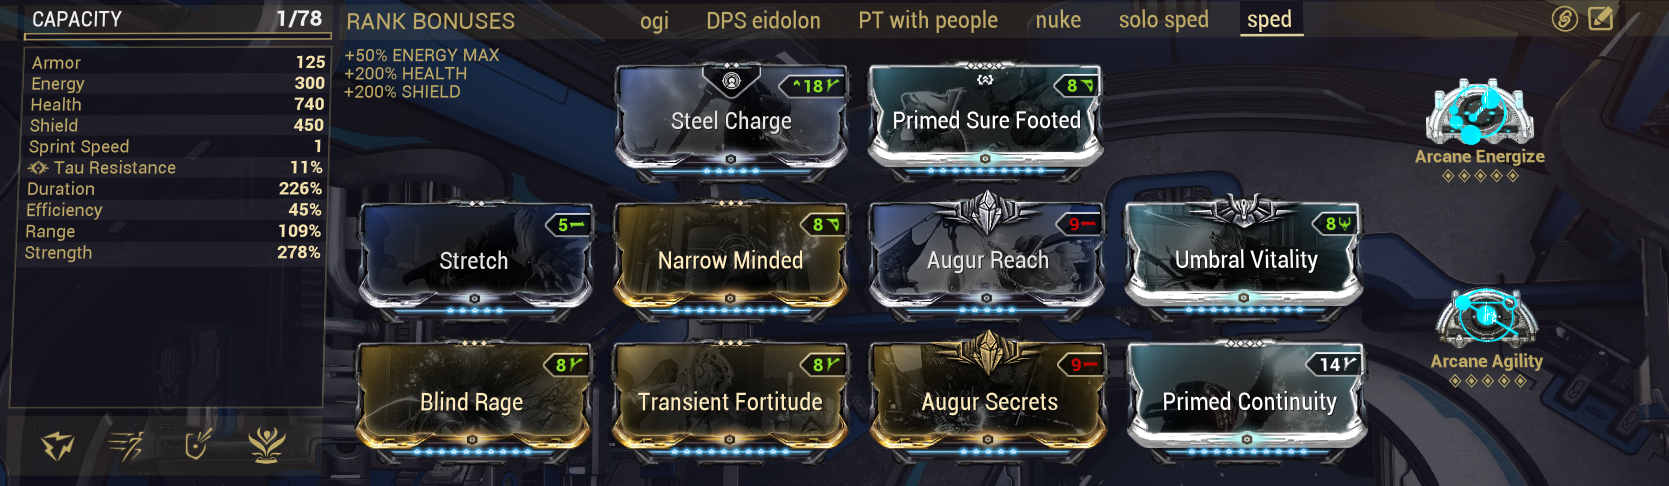 CAPACITY 1/78
Armor 125
Energy 300
Health 740
Shield 450
Sprint Speed 1
Tau Resistance 11%
Duration 226%
Efficiency 45%
Range 109%
Strength 278%
RANK BONUSES
+50% ENERGY MAX
+200% HEALTH
+200% SHIELD
ogi DPS eidolon PT with people nuke solo sped sped
18 8
Steel Charge Primed Sure Footed
5 8 9 8
Stretch Narrow Minded Augur Reach Umbral Vitality
8 8 9 14
Blind Rage Transient Fortitude Augur Secrets Primed Continuity
Arcane Energize
Arcane Agility